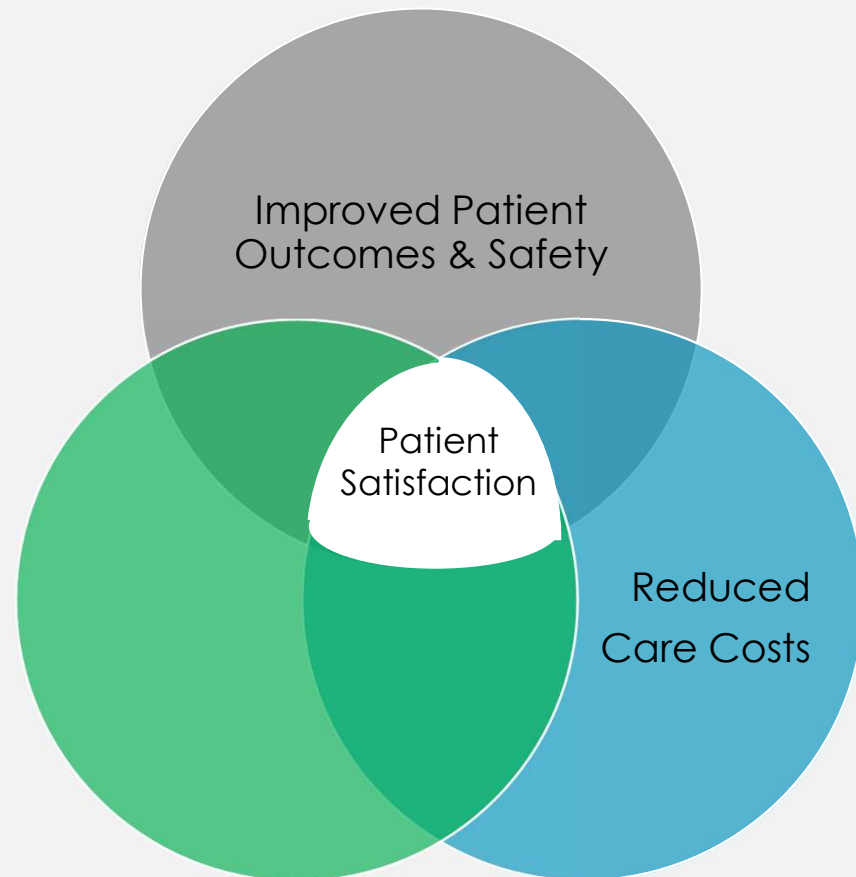 Improved Patient
Outcomes & Safety
Patient
Satisfaction
Reduced
Care Costs